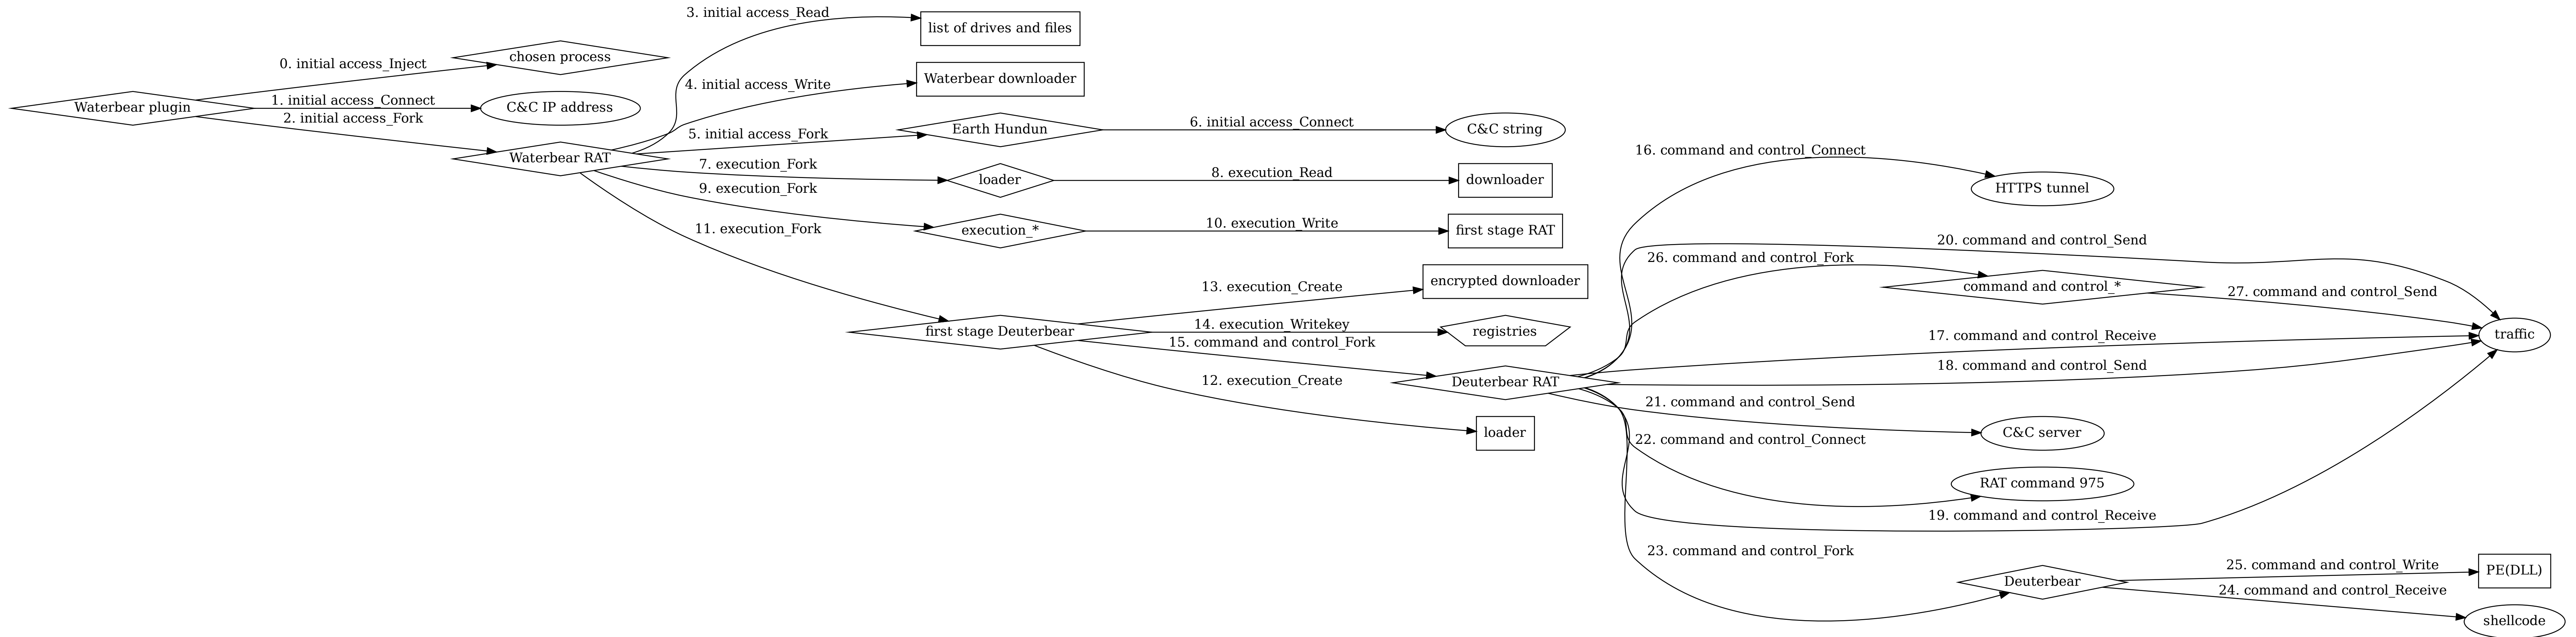 3. initial access_Read
list of drives and files
chosen process
0. initial access_Inject
4. initial access_Write
Waterbear downloader
Waterbear plugin
1. initial access_Connect
C&C IP address
2. initial access_Fork
Waterbear RAT
5. initial access_Fork
Earth Hundun
6. initial access_Connect
C&C string
7. execution_Fork
loader
8. execution_Read
downloader
9. execution_Fork
execution_*
10. execution_Write
first stage RAT
11. execution_Fork
first stage Deuterbear
13. execution_Create
encrypted downloader
14. execution_Writekey
registries
15. command and control_Fork
Deuterbear RAT
12. execution_Create
loader
16. command and control_Connect
HTTPS tunnel
20. command and control_Send
26. command and control_Fork
command and control_*
27. command and control_Send
17. command and control_Receive
traffic
18. command and control_Send
21. command and control_Send
C&C server
22. command and control_Connect
RAT command 975
19. command and control_Receive
23. command and control_Fork
Deuterbear
25. command and control_Write
PE(DLL)
24. command and control_Receive
shellcode